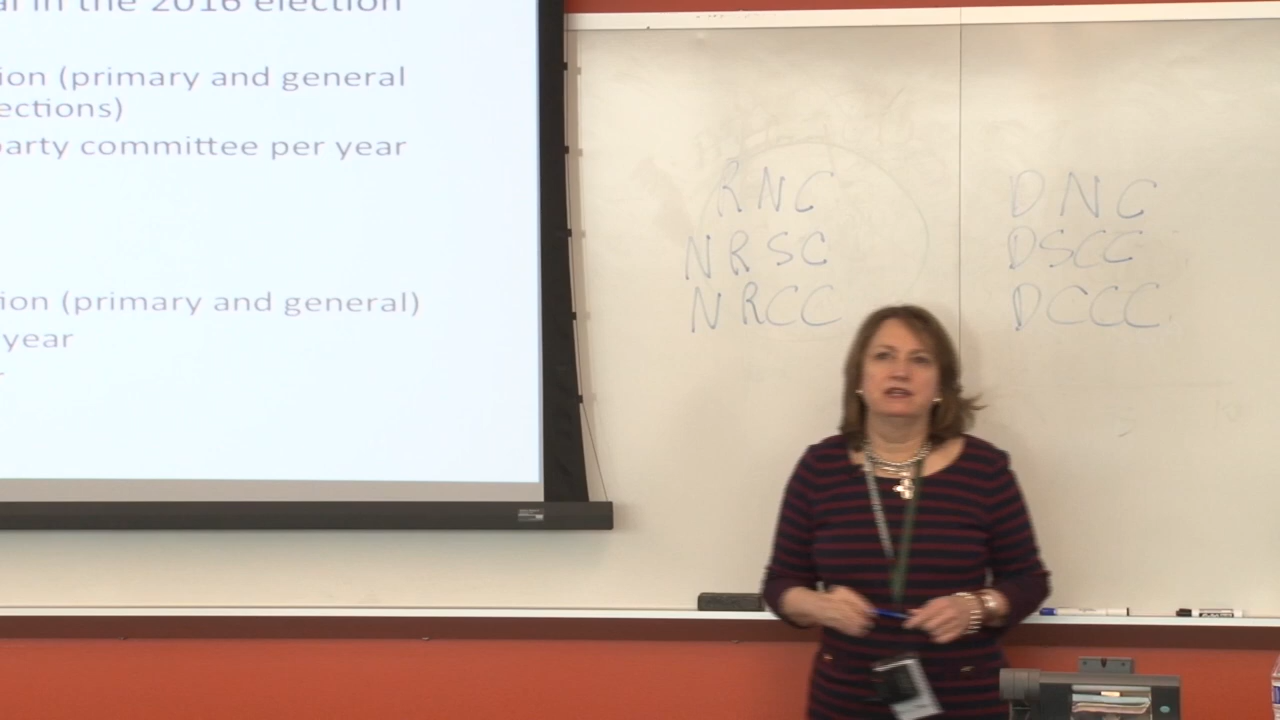 al in the 2016 election
ion (primary and general
ections)
party committee per year
ion (primary and general)
year
RNC
NRSC
NRCC
DNC
DSCC
DCCC